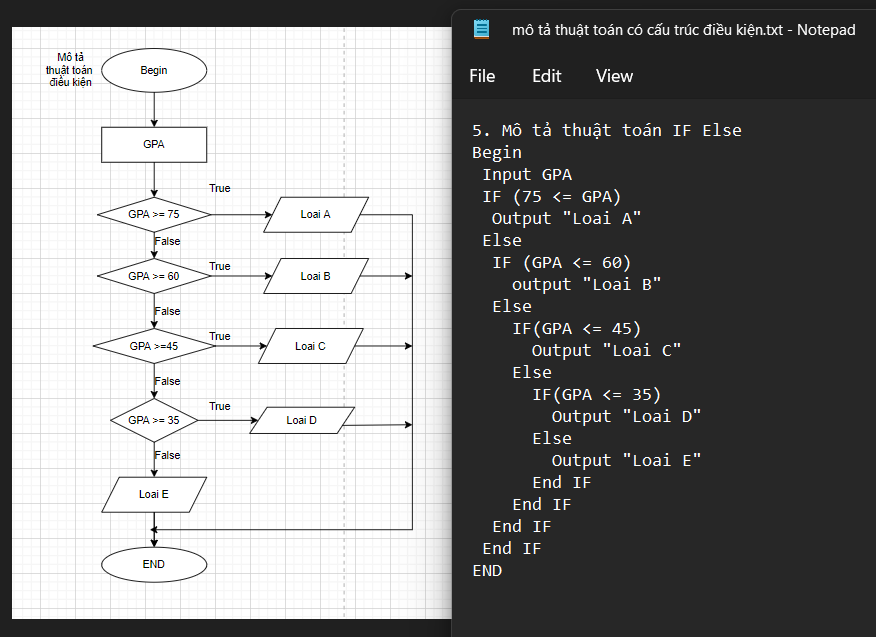 Mô tả
thuật toán
điều kiện
Begin
GPA
True
GPA >= 75
Loai A
False
True
GPA >= 60
Loai B
False
True
GPA >=45
Loai C
False
True
GPA >= 35
Loai D
False
Loai E
END
mô tả thuật toán có cấu trúc điều kiện.txt - Notepad
File Edit View
5. Mô tả thuật toán IF Else
Begin
Input GPA
IF (75 <= GPA)
Output "Loai A"
Else
IF (GPA <= 60)
output "Loai B"
Else
IF(GPA <= 45)
Output "Loai C"
Else
IF(GPA <= 35)
Output "Loai D"
Else
Output "Loai E"
End IF
End IF
End IF
End IF
END